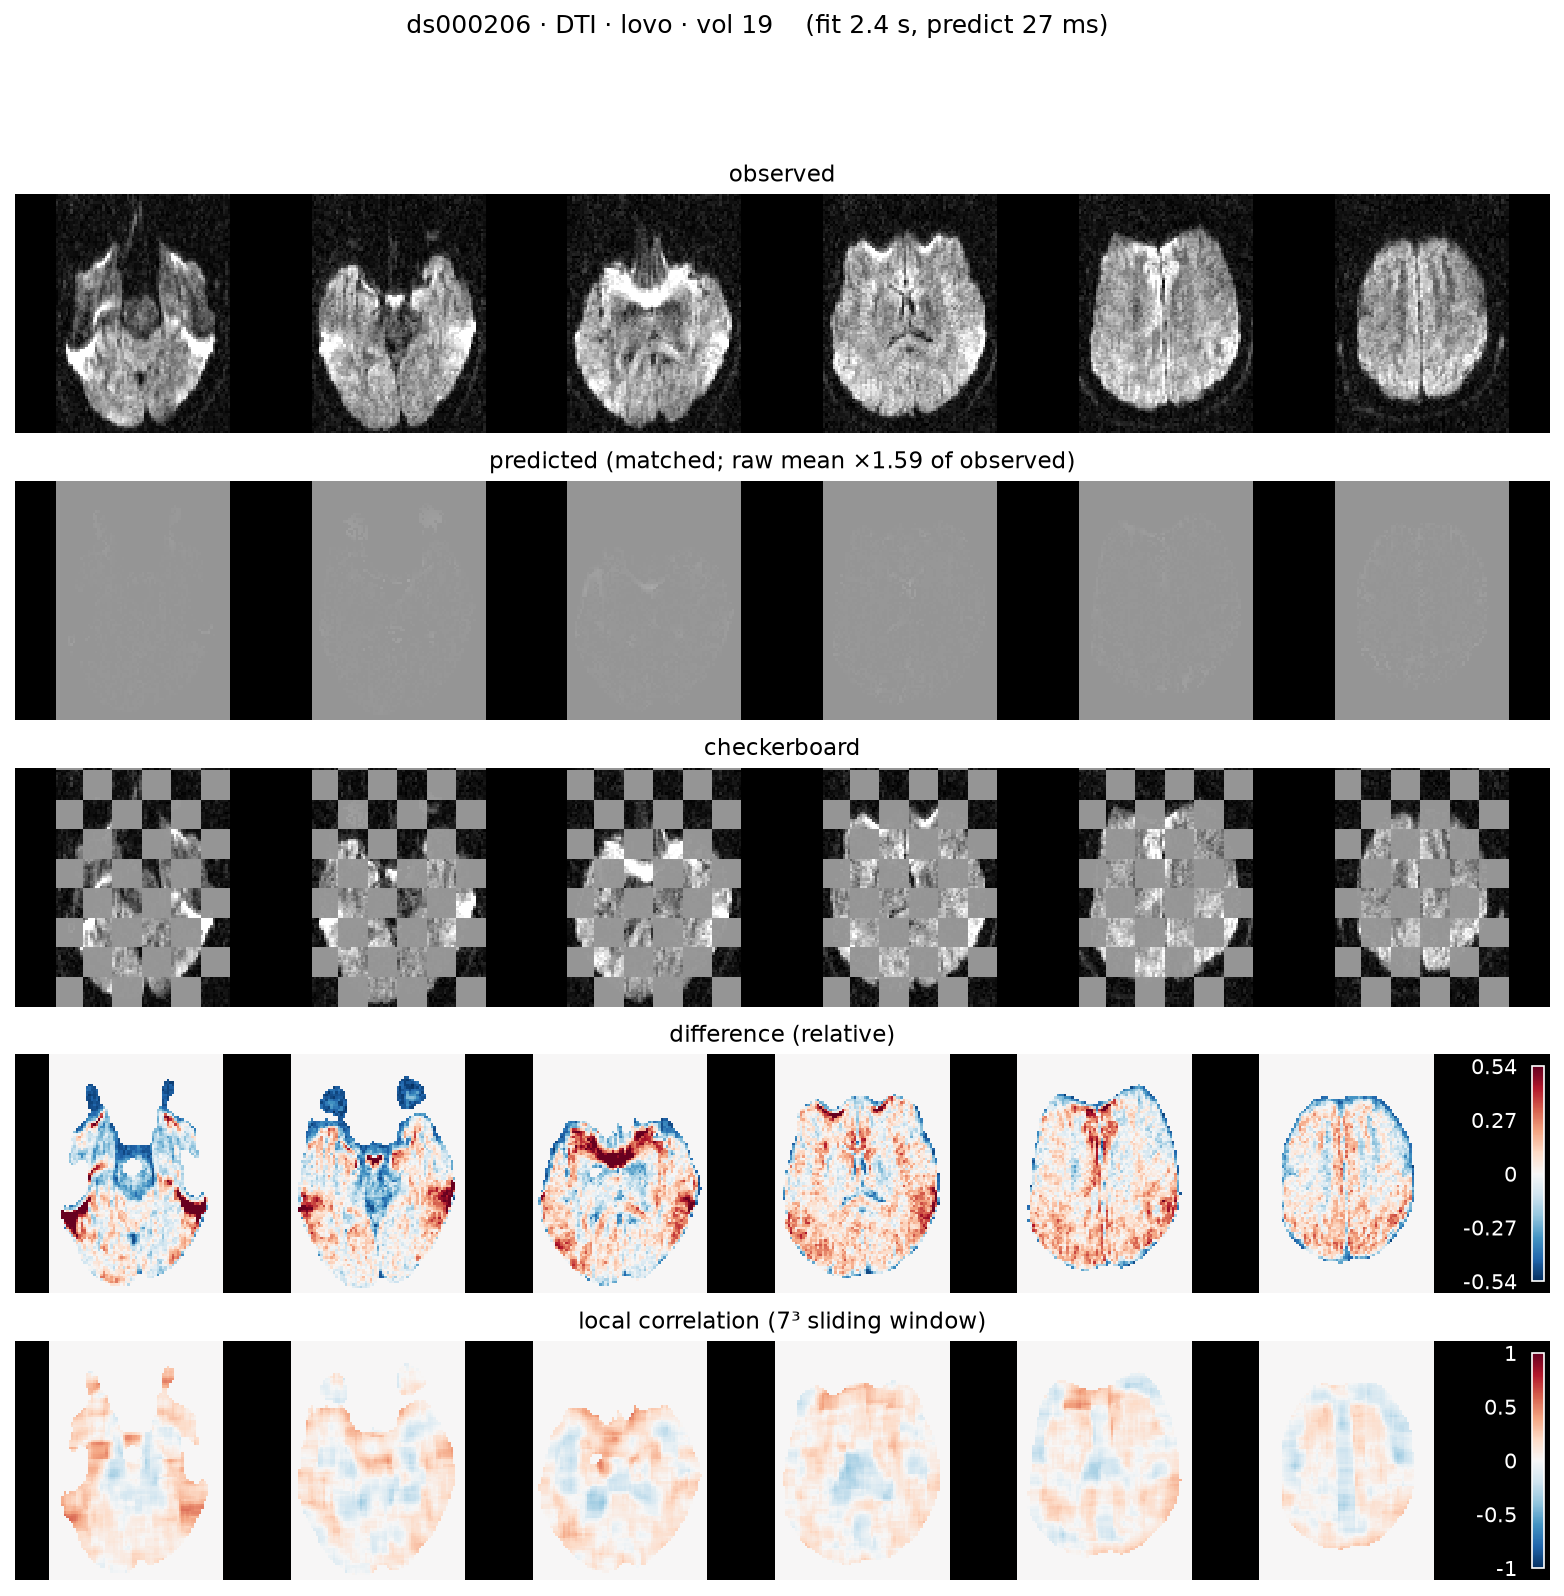 ds000206 · DTI · lovo · vol 19    (fit 2.4 s, predict 27 ms)
observed
predicted (matched; raw mean ×1.59 of observed)
checkerboard
difference (relative)
0.54
0.27
0
-0.27
-0.54
local correlation (7³ sliding window)
1
0.5
0
-0.5
-1